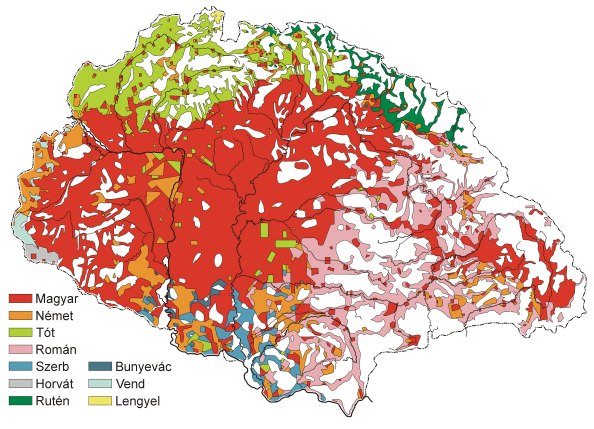 Magyar
Német
Tót
Román
Szerb
Horvát
Rutén
Bunyevác
Vend
Lengyel